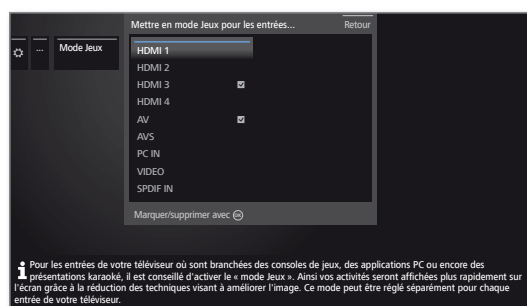 Mettre en mode Jeux pour les entrées... Retour
... Mode Jeux
HDMI 1
HDMI 2
HDMI 3
HDMI 4
AV
AVS
PC IN
VIDEO
SPDIF IN
Marquer/supprimer avec OK
i Pour les entrées de votre téléviseur où sont branchées des consoles de jeux, des applications PC ou encore des
présentations karaoké, il est conseillé d'activer le « mode Jeux ». Ainsi vos activités seront affichées plus rapidement sur
l'écran grâce à la réduction des techniques visant à améliorer l'image. Ce mode peut être réglé séparément pour chaque
entrée de votre téléviseur.